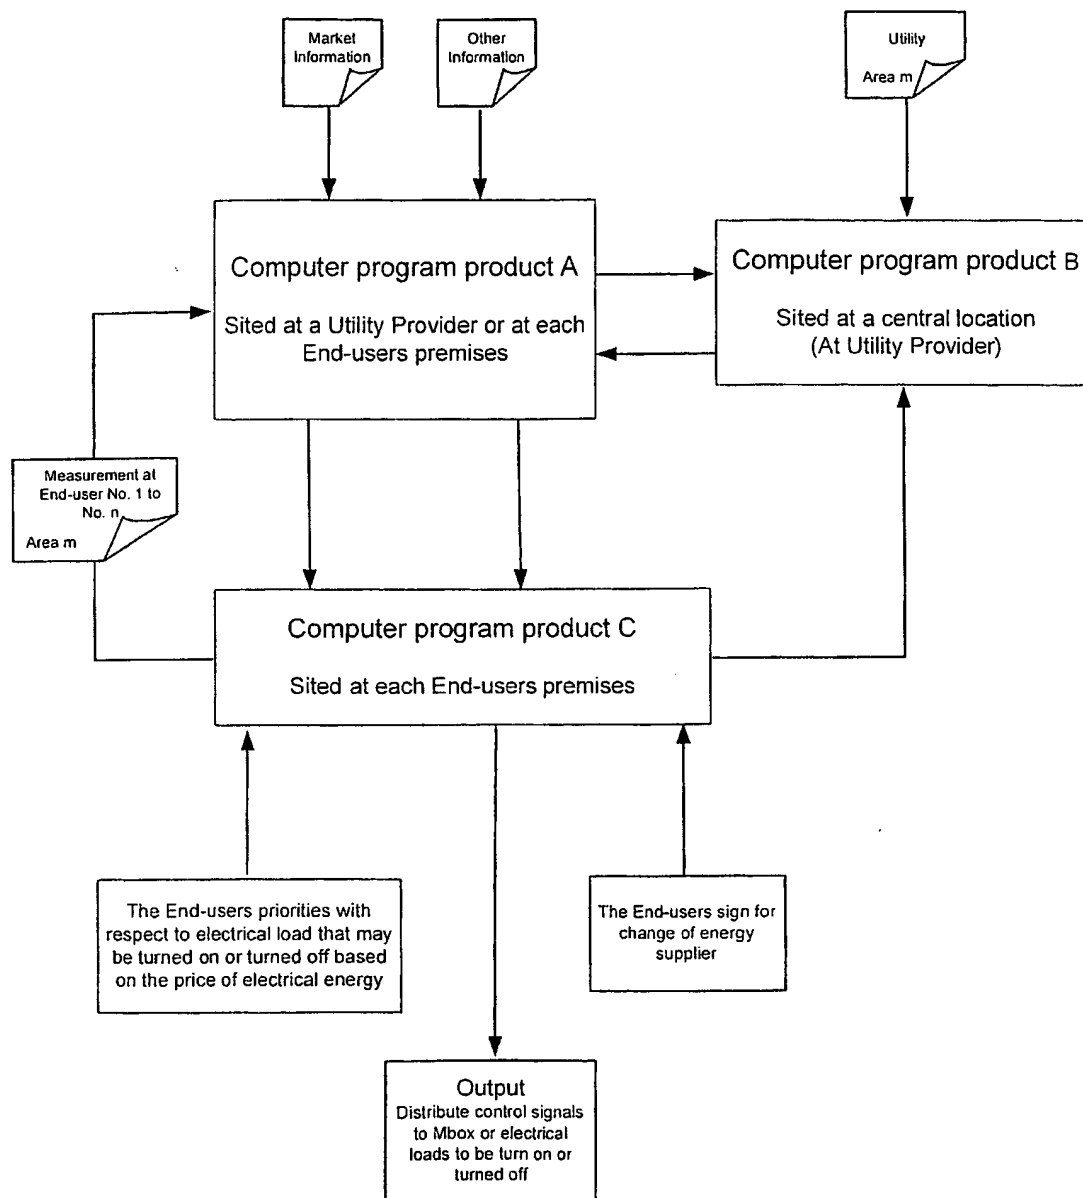 Market
Information
Other
Information
Utility
Area m
Computer program product A
Sited at a Utility Provider or at each
End-users premises
Computer program product B
Sited at a central location
(At Utility Provider)
Measurement at
End-user No. 1 to
No. n
Area m
Computer program product C
Sited at each End-users premises
The End-users priorities with
respect to electrical load that may
be turned on or turned off based
on the price of electrical energy
The End-users sign for
change of energy
supplier
Output
Distribute control signals
to Mbox or electrical
loads to be turn on or
turned off